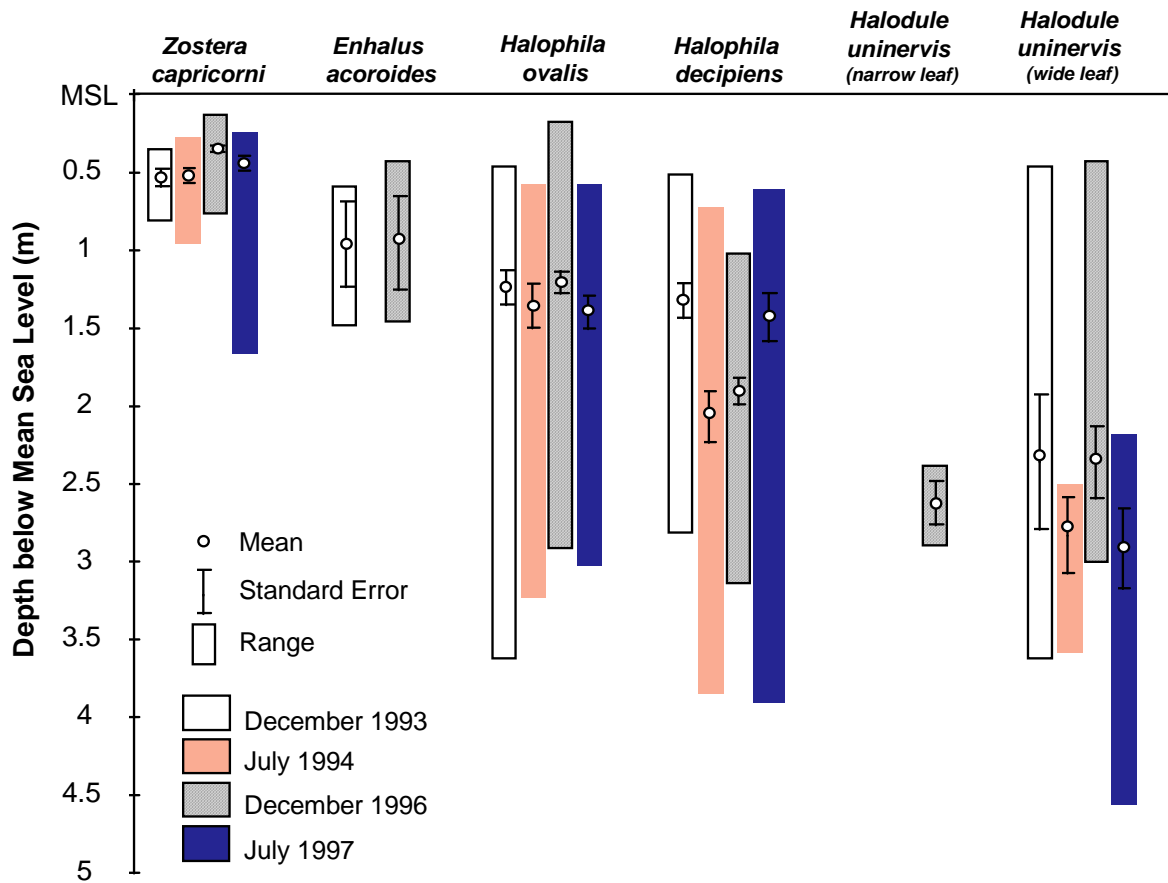 Zostera
capricorni
Enhalus
acoroides
Halophila
ovalis
Halophila
decipiens
Halodule
uninervis
(narrow leaf)
Halodule
uninervis
(wide leaf)
Depth below Mean Sea Level (m)
MSL
0.5
1
1.5
2
2.5
3
3.5
4
4.5
5
Mean
Standard Error
Range
December 1993
July 1994
December 1996
July 1997